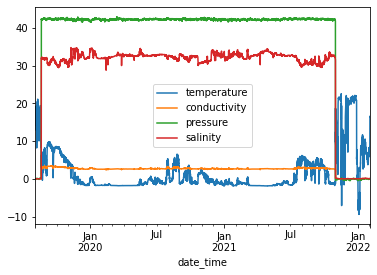 40
30
20
10
0
−10
temperature
conductivity
pressure
salinity
Jan
2020
Jul
Jan
2021
Jul
Jan
2022
date_time